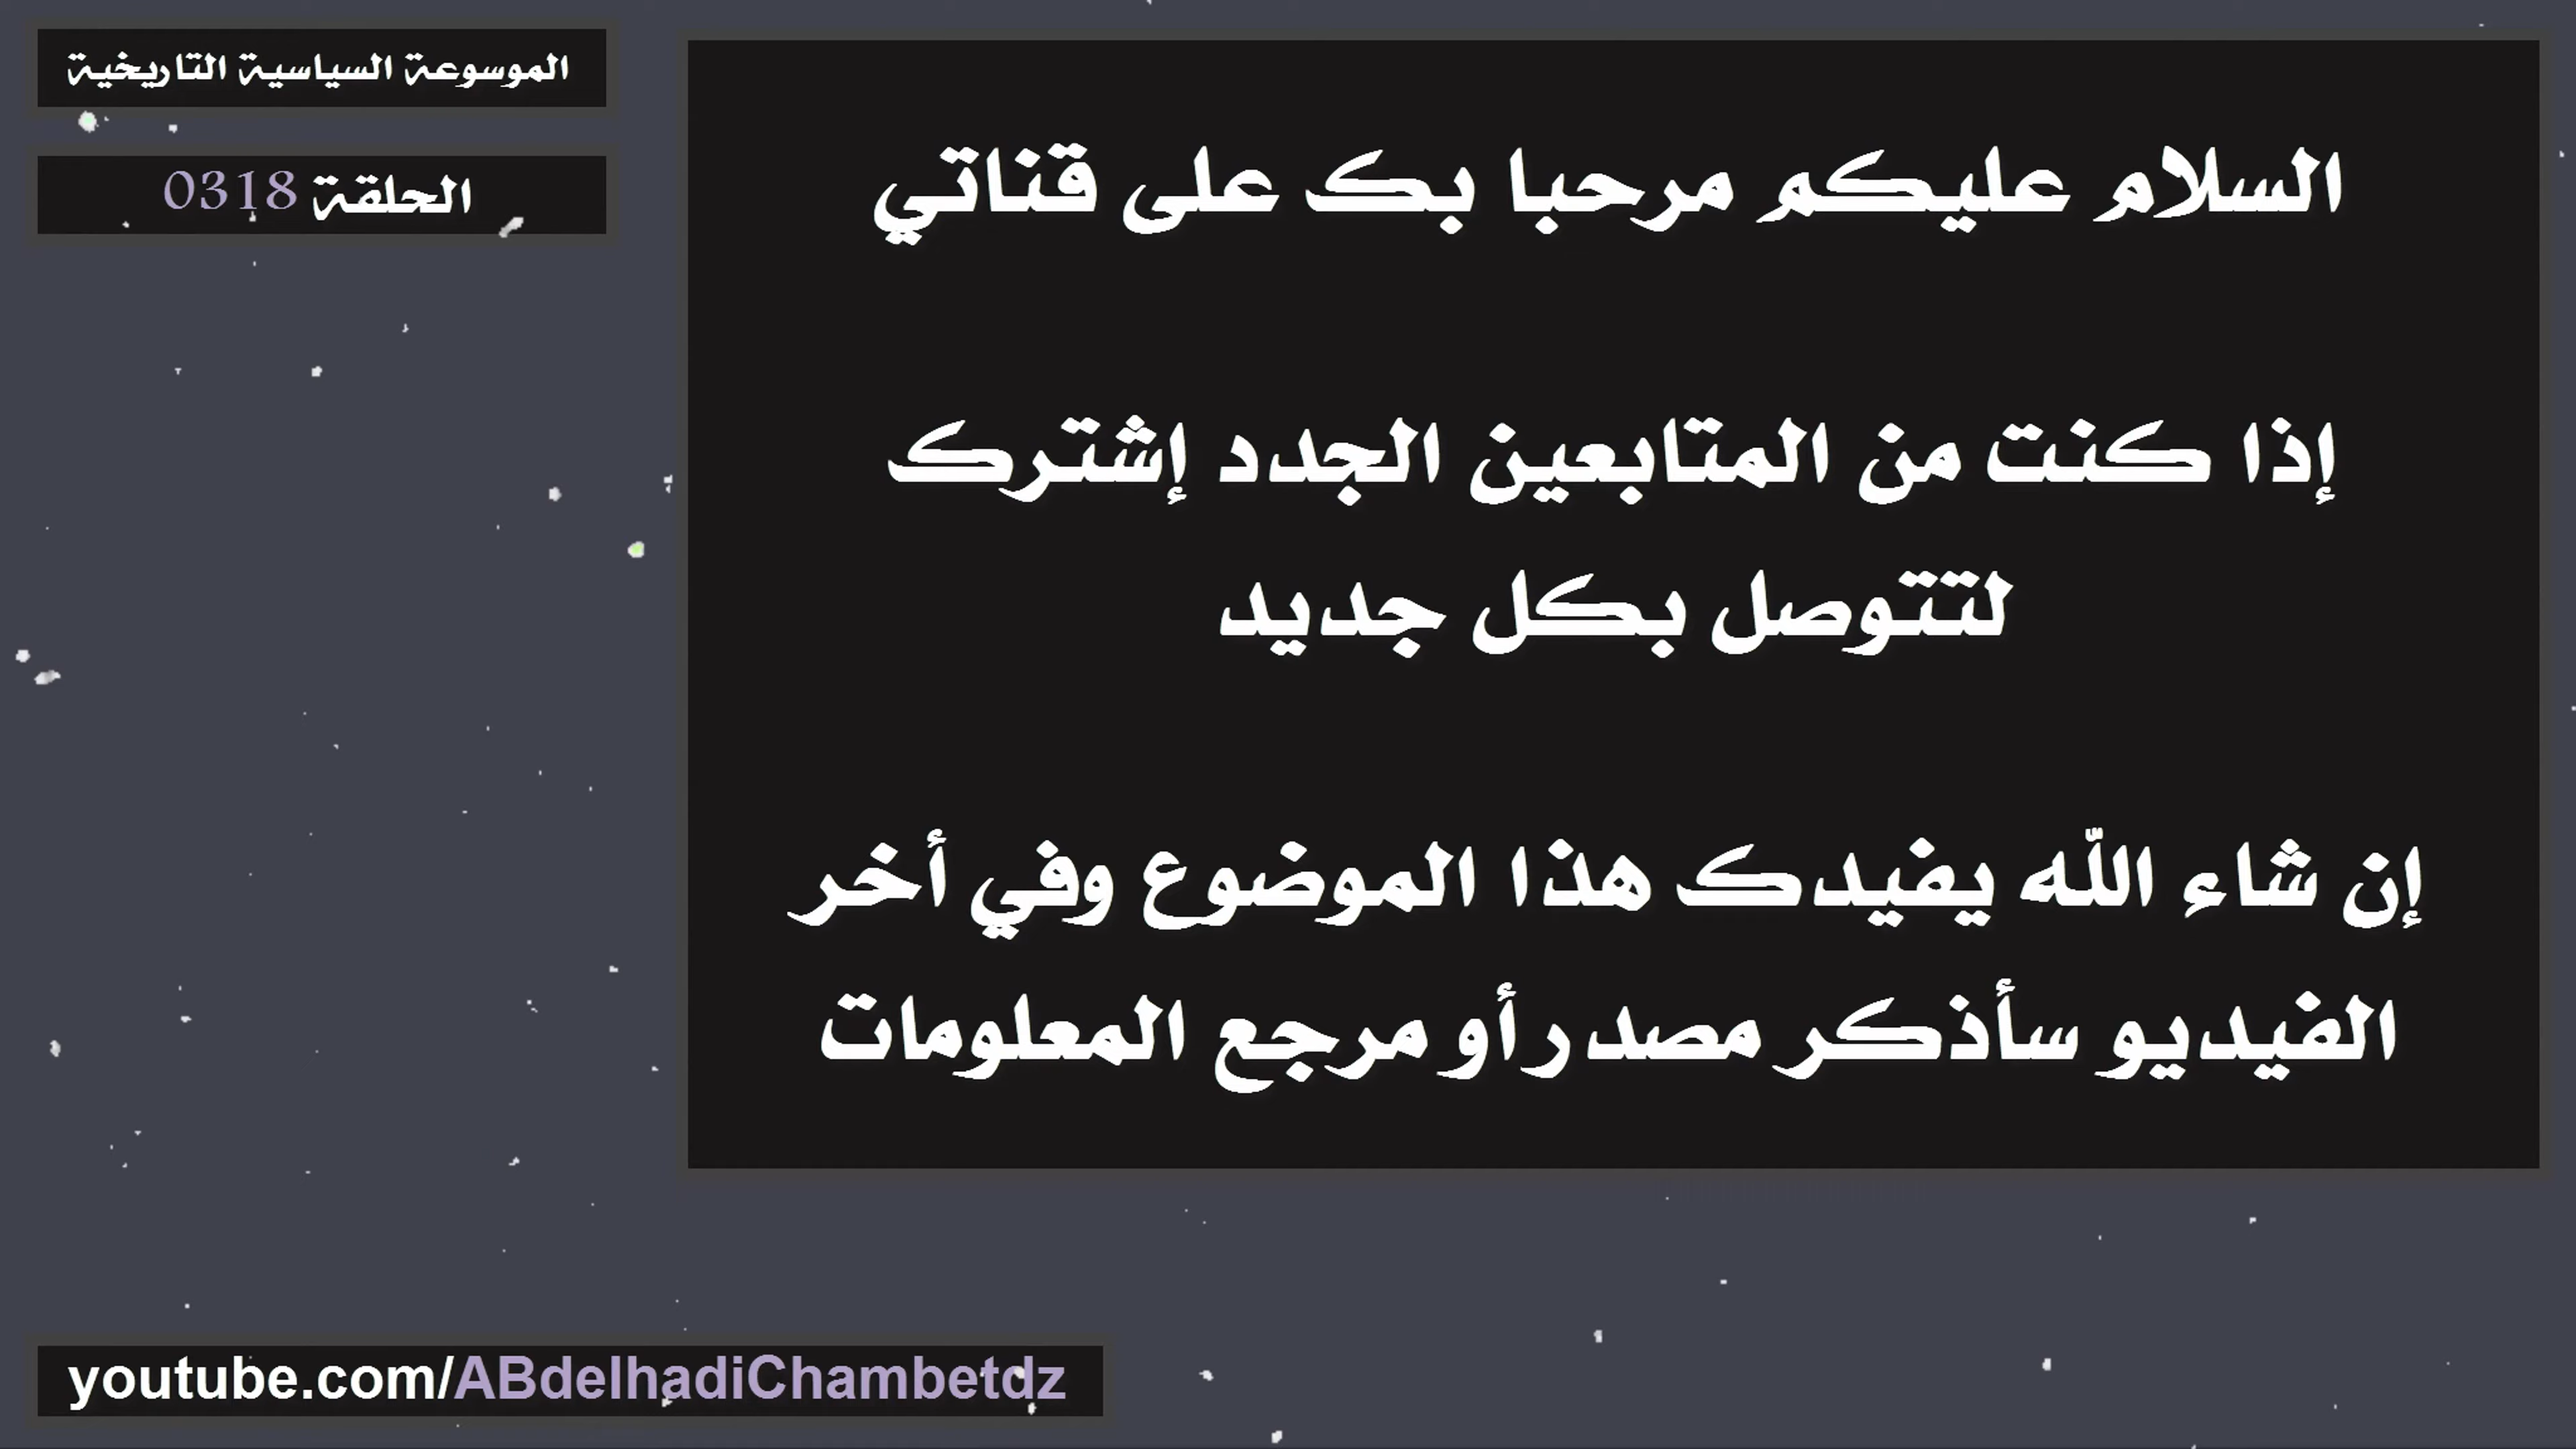 الموسوعة السياسية التاريخية
الحلقة 0318
السلام عليكم مرحبا بك على قناتي
إذا كنت من المتابعين الجدد إشترك
لتتوصل بكل جديد
إن شاء الله يفيدك هذا الموضوع وفي أخر
الفيديو سأذكر مصدر أو مرجع المعلومات
youtube.com/ABdelhadiChambetdz